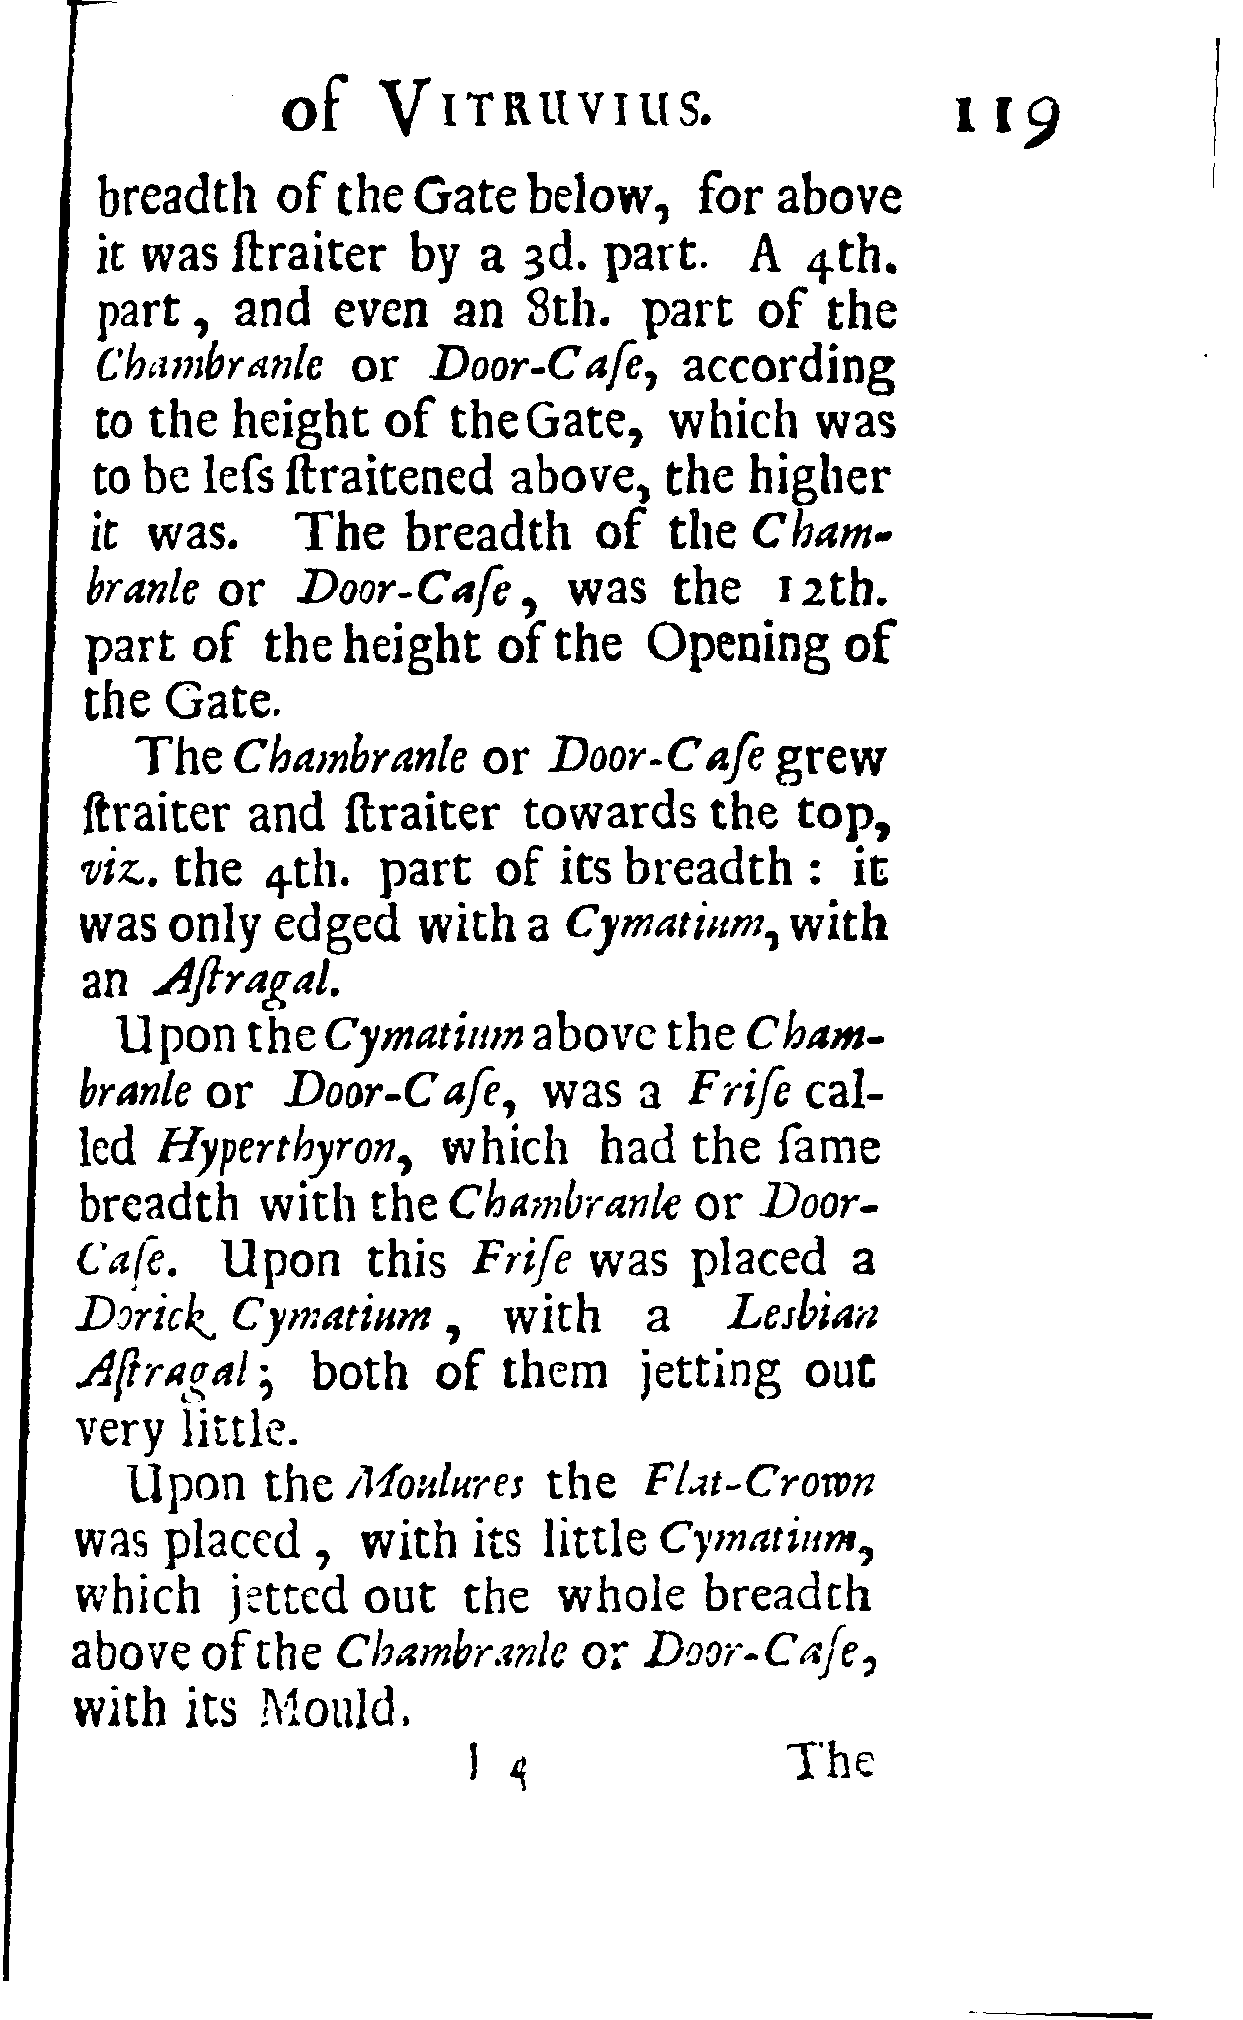 of VITRUVIUS. 119
breadth of the Gate below, for above
it was ſtraiter by a 3d. part. A 4th.
part, and even an 8th. part of the
Chambranle or Door-Caſe, according
to the height of the Gate, which was
to be leſs ſtraitened above, the higher
it was. The breadth of the Cham-
branle or Door-Caſe, was the 12th.
part of the height of the Opening of
the Gate.
The Chambranle or Door-Caſe grew
ſtraiter and ſtraiter towards the top,
viz. the 4th. part of its breadth : it
was only edged with a Cymatium, with
an Aſtragal.
Upon the Cymatium above the Cham-
branle or Door-Caſe, was a Friſe cal-
led Hyperthyron, which had the ſame
breadth with the Chambranle or Door-
Caſe. Upon this Friſe was placed a
Dorick Cymatium, with a Lesbian
Aſtragal; both of them jetting out
very little.
Upon the Moulures the Flat-Crown
was placed, with its little Cymatium,
which jetted out the whole breadth
above of the Chambranle or Door-Caſe,
with its Mould.
I 4 The